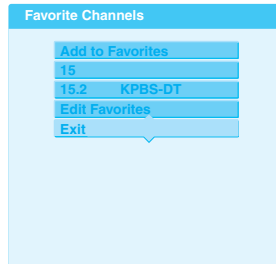 Favorite Channels
Add to Favorites
15
15.2 KPBS-DT
Edit Favorites
Exit